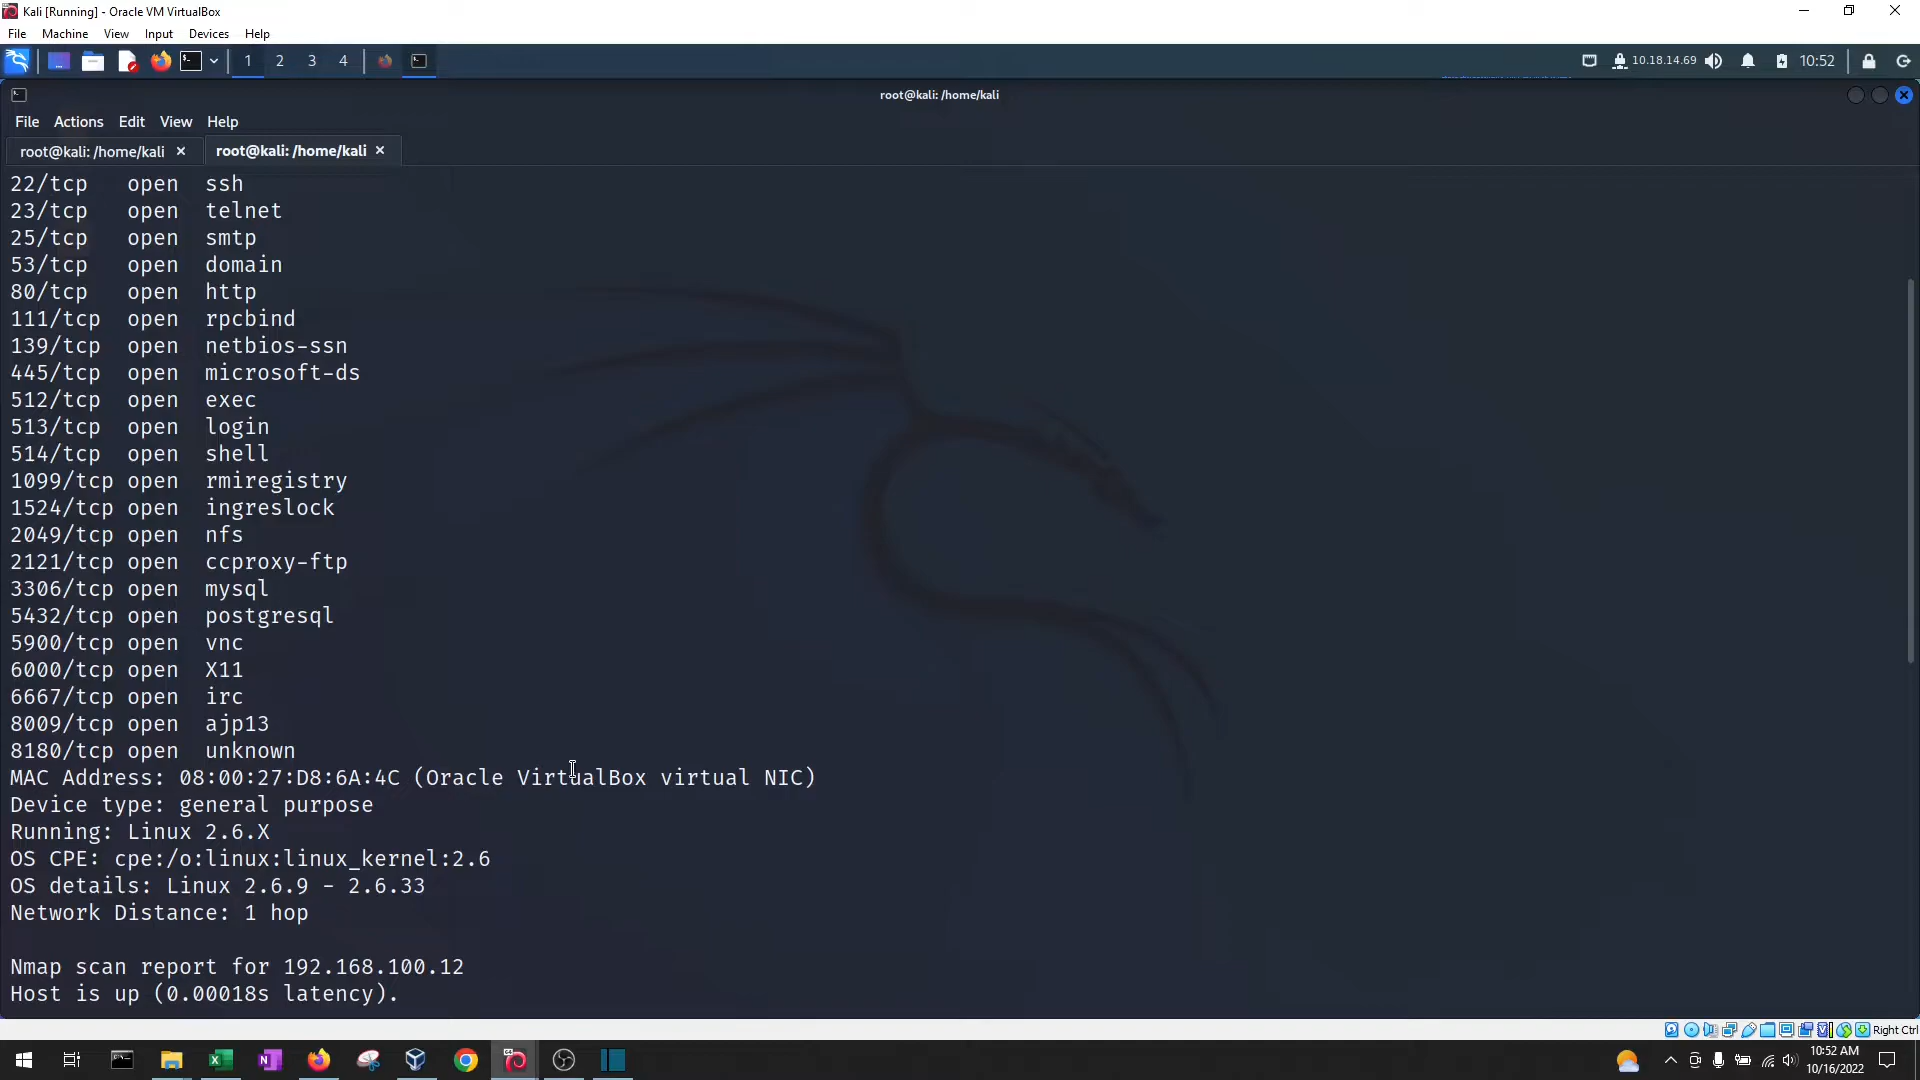 Kali [Running] - Oracle VM VirtualBox
File Machine View Input Devices Help
1 2 3 4 10.18.14.69 10:52
root@kali: /home/kali
File Actions Edit View Help
root@kali: /home/kali × root@kali: /home/kali ×
22/tcp open ssh
23/tcp open telnet
25/tcp open smtp
53/tcp open domain
80/tcp open http
111/tcp open rpcbind
139/tcp open netbios-ssn
445/tcp open microsoft-ds
512/tcp open exec
513/tcp open login
514/tcp open shell
1099/tcp open rmiregistry
1524/tcp open ingreslock
2049/tcp open nfs
2121/tcp open ccproxy-ftp
3306/tcp open mysql
5432/tcp open postgresql
5900/tcp open vnc
6000/tcp open X11
6667/tcp open irc
8009/tcp open ajp13
8180/tcp open unknown
MAC Address: 08:00:27:D8:6A:4C (Oracle VirtualBox virtual NIC)
Device type: general purpose
Running: Linux 2.6.X
OS CPE: cpe:/o:linux:linux_kernel:2.6
OS details: Linux 2.6.9 - 2.6.33
Network Distance: 1 hop
Nmap scan report for 192.168.100.12
Host is up (0.00018s latency).
Right Ctrl
10:52 AM
10/16/2022